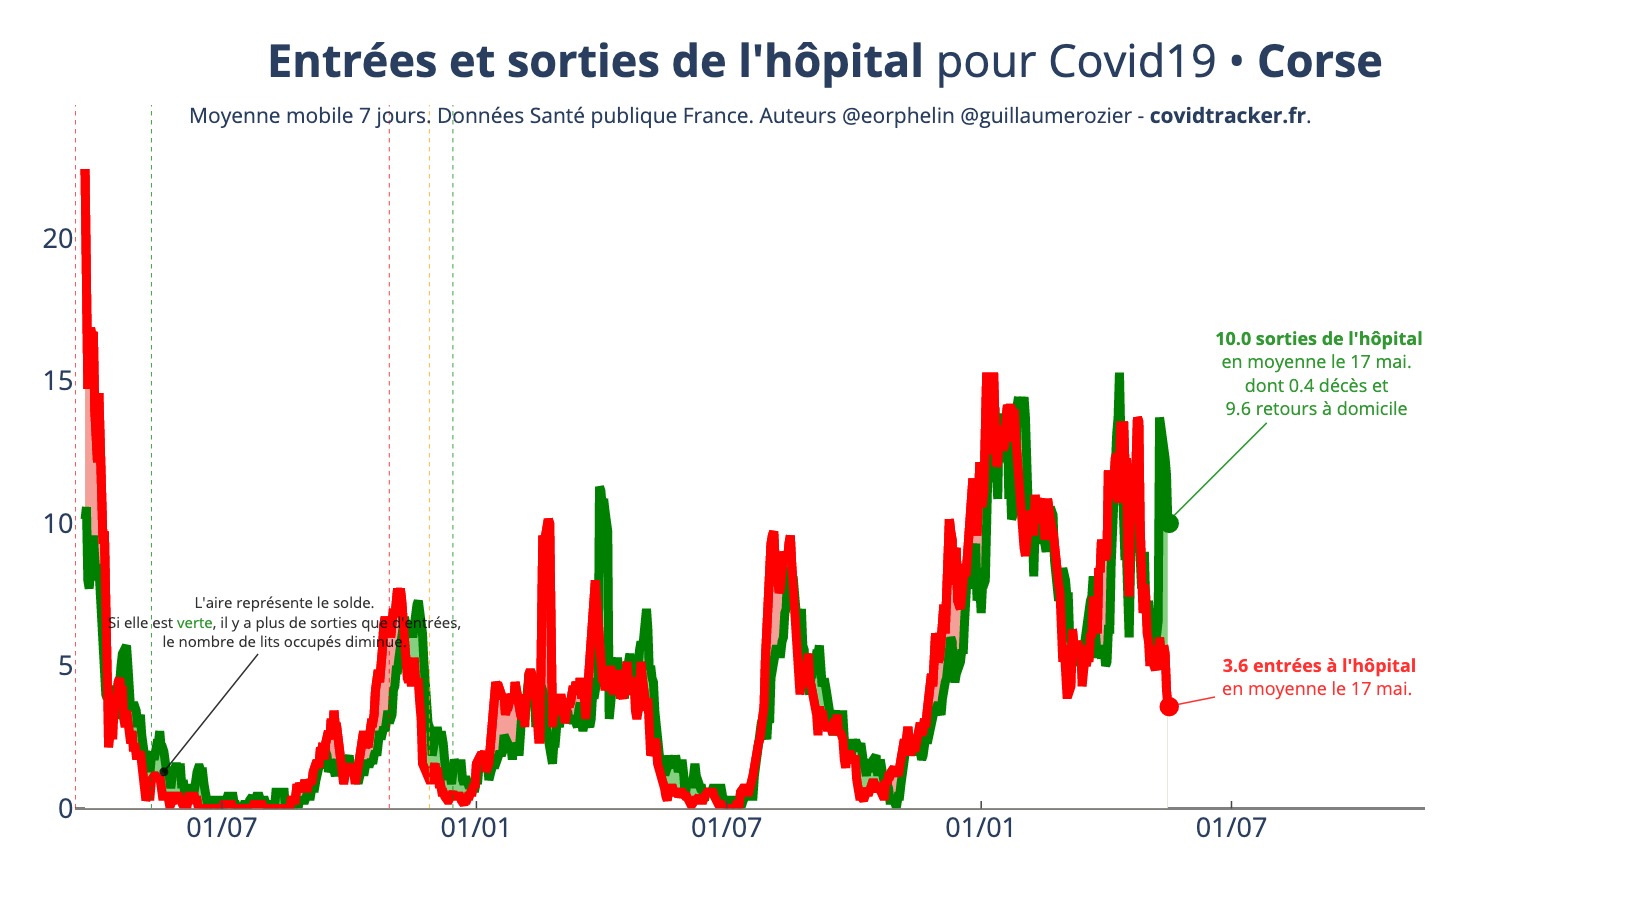 Entrées et sorties de l'hôpital pour Covid19 • Corse
Moyenne mobile 7 jours. Données Santé publique France. Auteurs @eorphelin @guillaumerozier - covidtracker.fr.
20
15
10
5
0
10.0 sorties de l'hôpital
en moyenne le 17 mai.
dont 0.4 décès et
9.6 retours à domicile
L'aire représente le solde.
Si elle est verte, il y a plus de sorties que d'entrées,
le nombre de lits occupés diminue.
3.6 entrées à l'hôpital
en moyenne le 17 mai.
01/07
01/01
01/07
01/01
01/07